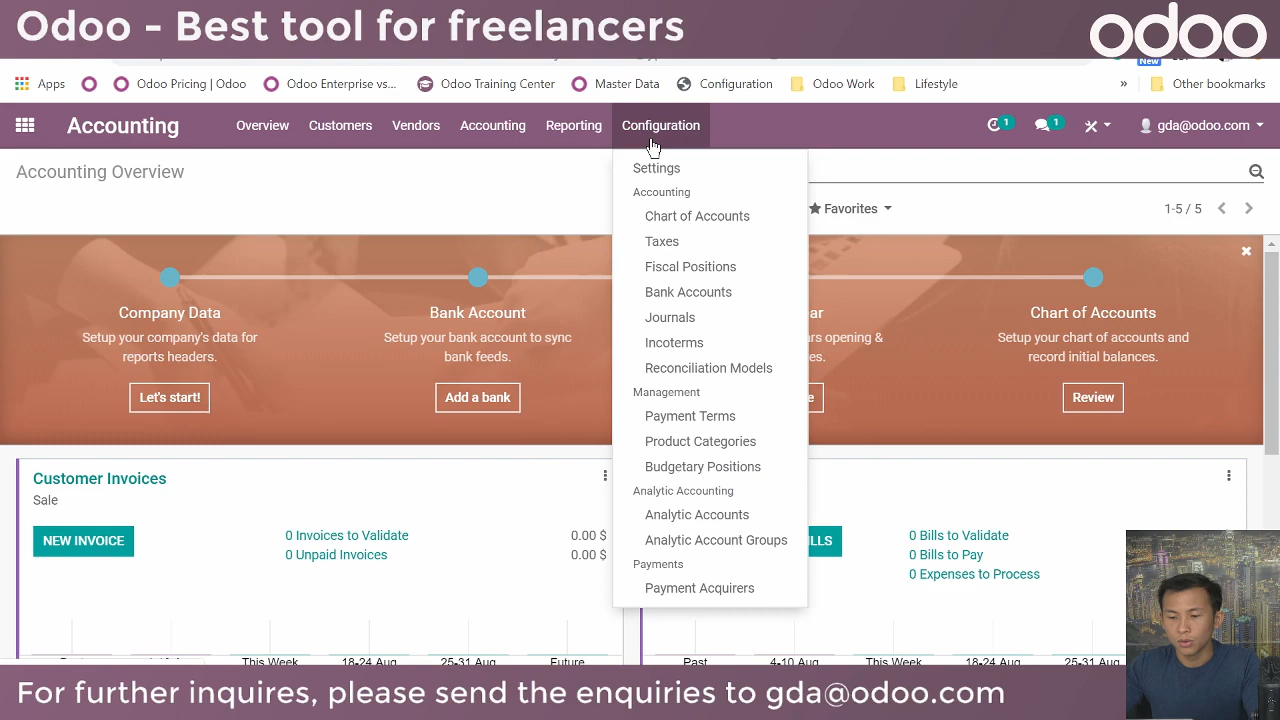 Odoo - Best tool for freelancers
odoo
New
Apps
Odoo Pricing | Odoo
Odoo Enterprise vs...
Odoo Training Center
Master Data
Configuration
Odoo Work
Lifestyle
»
Other bookmarks
Accounting
Overview
Customers
Vendors
Accounting
Reporting
Configuration
1
1
gda@odoo.com
Accounting Overview
Favorites
1-5 / 5
Settings
Accounting
Chart of Accounts
Taxes
Fiscal Positions
Bank Accounts
Journals
Incoterms
Reconciliation Models
Management
Payment Terms
Product Categories
Budgetary Positions
Analytic Accounting
Analytic Accounts
Analytic Account Groups
Payments
Payment Acquirers
Company Data
Setup your company's data for
reports headers.
Let's start!
Bank Account
Setup your bank account to sync
bank feeds.
Add a bank
Chart of Accounts
Setup your chart of accounts and
record initial balances.
Review
Customer Invoices
Sale
NEW INVOICE
0 Invoices to Validate
0.00 $
0 Unpaid Invoices
0.00 $
0 Bills to Validate
0 Bills to Pay
0 Expenses to Process
This Week
18-24 Aug
25-31 Aug
Future
Past
4-10 Aug
This Week
18-24 Aug
25-31 Aug
For further inquires, please send the enquiries to gda@odoo.com